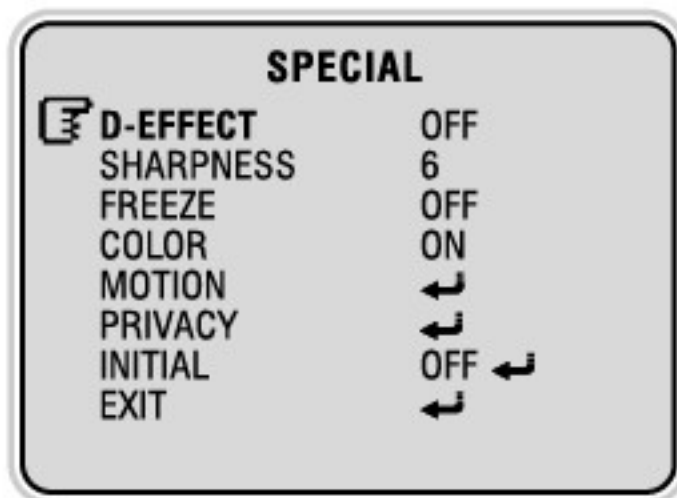 SPECIAL
D-EFFECT OFF
SHARPNESS 6
FREEZE OFF
COLOR ON
MOTION ↵
PRIVACY ↵
INITIAL OFF ↵
EXIT ↵